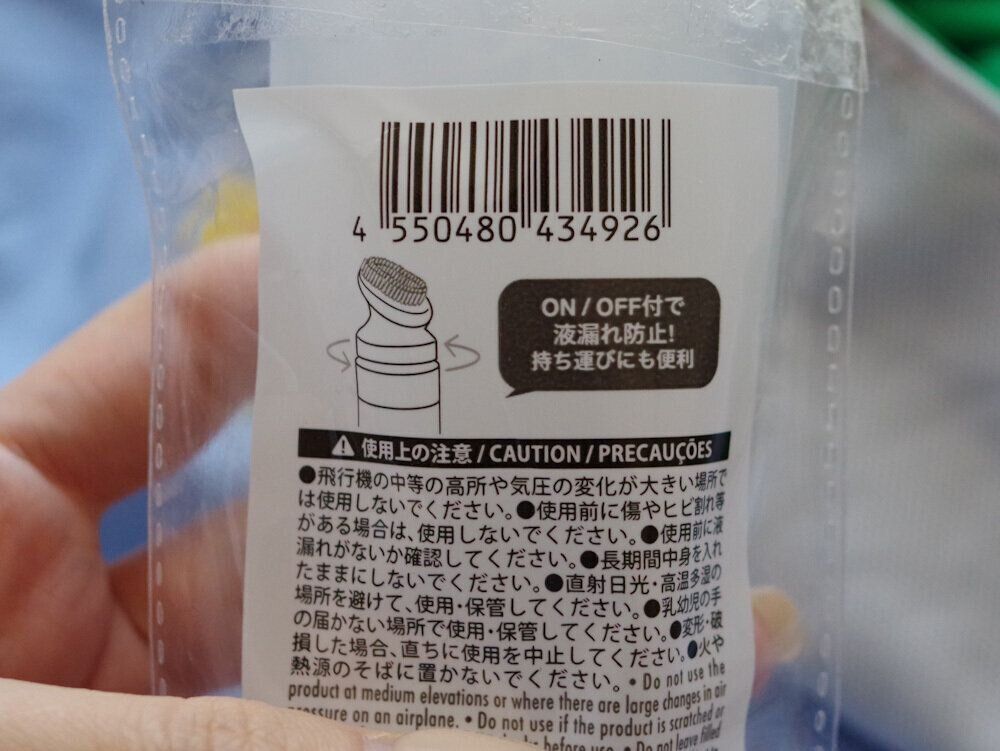 4 550480 434926
ON / OFF付で
液漏れ防止!
持ち運びにも便利
使用上の注意 / CAUTION / PRECAUÇÕES
●飛行機の中等の高所や気圧の変化が大きい場所で
は使用しないでください。●使用前に傷やヒビ割れ等
がある場合は、使用しないでください。●使用前に液
漏れがないか確認してください。●長期間中身を入れ
たままにしないでください。●直射日光・高温多湿の
場所を避けて、使用・保管してください。●乳幼児の手
の届かない場所で使用・保管してください。●変形・破
損した場合、直ちに使用を中止してください。●火や
熱源のそばに置かないでください。 • Do not use the
product at medium elevations or where there are large changes in air
pressure on an airplane. • Do not use if the product is scratched or
before use. • Do not leave filled